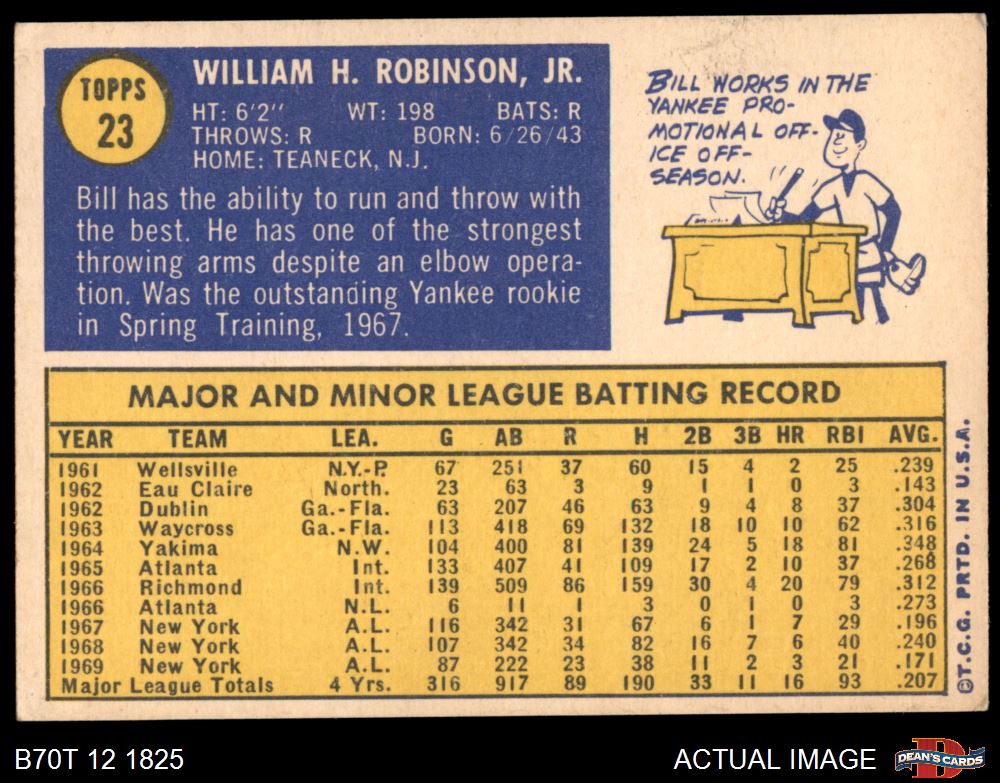 TOPPS
23
WILLIAM H. ROBINSON, JR.
HT: 6'2" WT: 198 BATS: R
THROWS: R BORN: 6/26/43
HOME: TEANECK, N.J.
Bill has the ability to run and throw with
the best. He has one of the strongest
throwing arms despite an elbow opera-
tion. Was the outstanding Yankee rookie
in Spring Training, 1967.
BILL WORKS IN THE
YANKEE PRO-
MOTIONAL OFF-
ICE OFF-
SEASON.
MAJOR AND MINOR LEAGUE BATTING RECORD
YEAR TEAM LEA. G AB R H 2B 3B HR RBI AVG.
1961 Wellsville N.Y.-P. 67 251 37 60 15 4 2 25 .239
1962 Eau Claire North. 23 63 3 9 1 1 0 3 .143
1962 Dublin Ga.-Fla. 63 207 46 63 9 4 8 37 .304
1963 Waycross Ga.-Fla. 113 418 69 132 18 10 10 62 .316
1964 Yakima N.W. 104 400 81 139 24 5 18 81 .348
1965 Atlanta Int. 133 407 41 109 17 2 10 37 .268
1966 Richmond Int. 139 509 86 159 30 4 20 79 .312
1966 Atlanta N.L. 6 11 1 3 0 1 0 3 .273
1967 New York A.L. 116 342 31 67 6 1 7 29 .196
1968 New York A.L. 107 342 34 82 16 7 6 40 .240
1969 New York A.L. 87 222 23 38 11 2 3 21 .171
Major League Totals 4 Yrs. 316 917 89 190 33 11 16 93 .207
©T.C.G. PRTD. IN U.S.A.
B70T 12 1825
ACTUAL IMAGE
D
DEAN'S CARDS